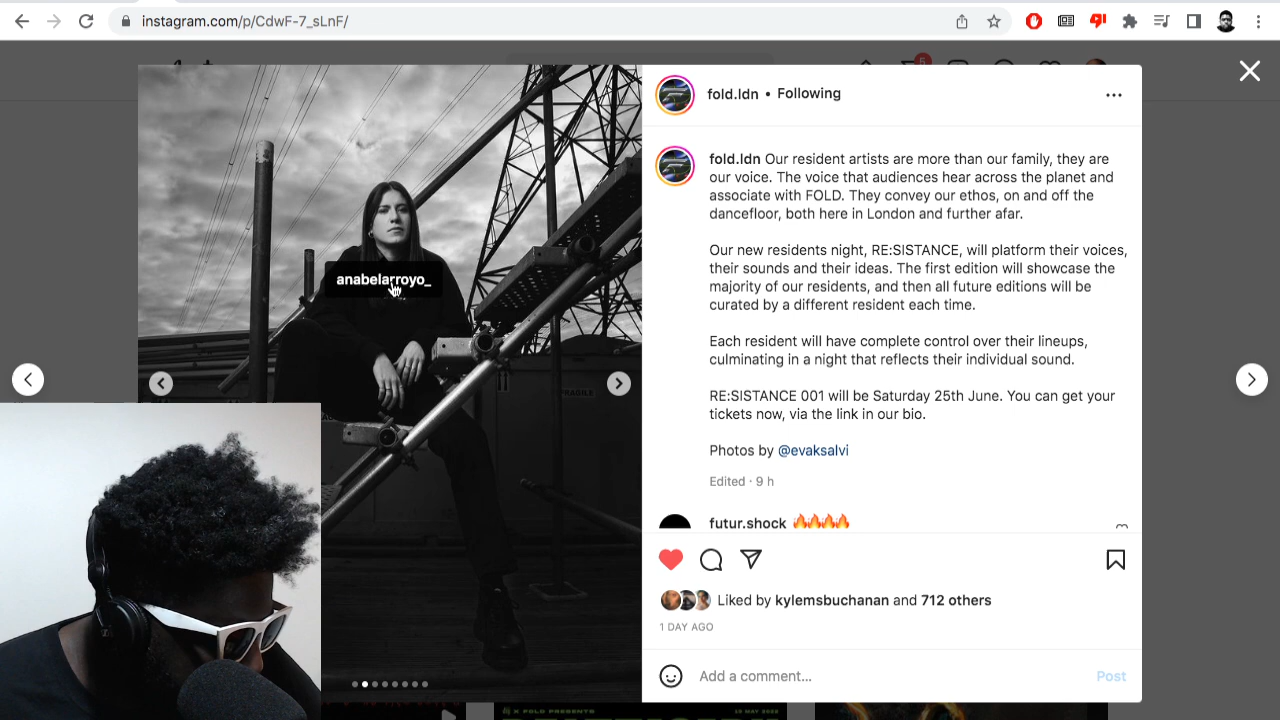 instagram.com/p/CdwF-7_sLnF/
fold.ldn • Following
fold.ldn Our resident artists are more than our family, they are
our voice. The voice that audiences hear across the planet and
associate with FOLD. They convey our ethos, on and off the
dancefloor, both here in London and further afar.
Our new residents night, RE:SISTANCE, will platform their voices,
their sounds and their ideas. The first edition will showcase the
majority of our residents, and then all future editions will be
curated by a different resident each time.
Each resident will have complete control over their lineups,
culminating in a night that reflects their individual sound.
RE:SISTANCE 001 will be Saturday 25th June. You can get your
tickets now, via the link in our bio.
Photos by @evaksalvi
Edited · 9 h
futur.shock 🔥🔥🔥🔥
Liked by kylemsbuchanan and 712 others
1 DAY AGO
Add a comment...
Post
anabelarroyo_
FRAGILE
X FOLD PRESENTS